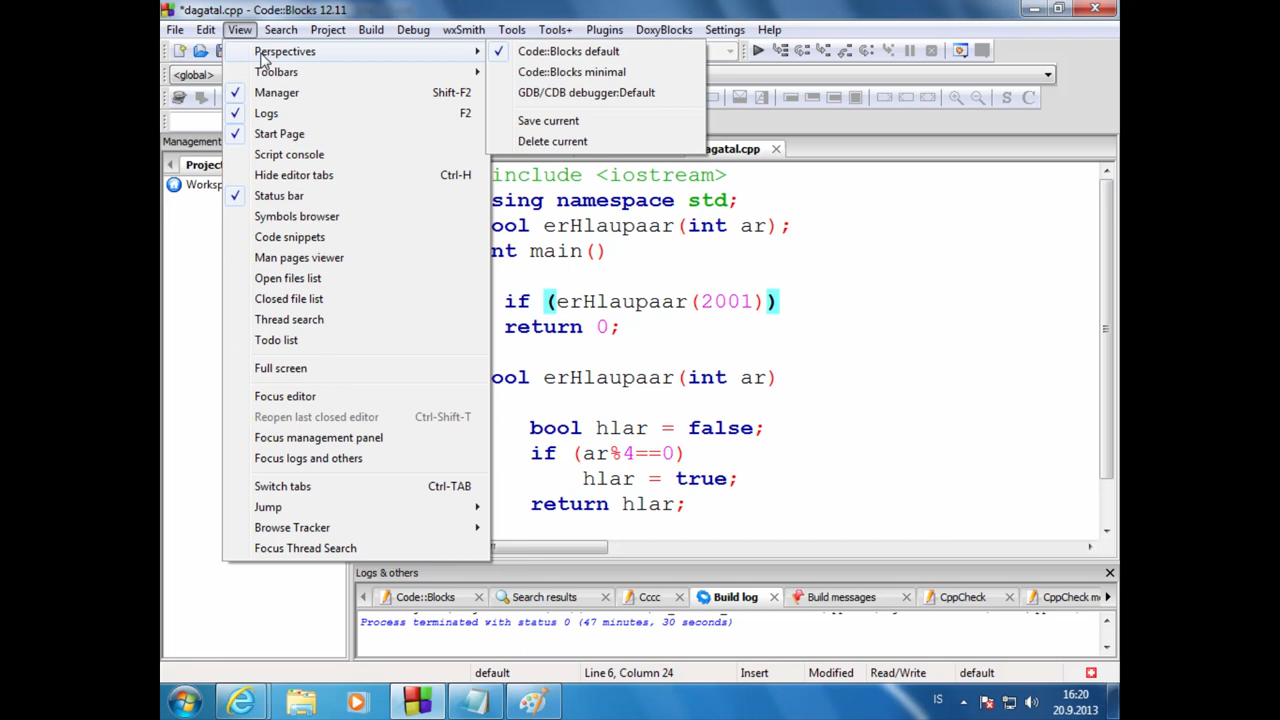 *dagatal.cpp - Code::Blocks 12.11
File Edit View Search Project Build Debug wxSmith Tools Tools+ Plugins DoxyBlocks Settings Help
Perspectives
Toolbars
Manager Shift-F2
Logs F2
Start Page
Script console
Hide editor tabs Ctrl-H
Status bar
Symbols browser
Code snippets
Man pages viewer
Open files list
Closed file list
Thread search
Todo list
Full screen
Focus editor
Reopen last closed editor Ctrl-Shift-T
Focus management panel
Focus logs and others
Switch tabs Ctrl-TAB
Jump
Browse Tracker
Focus Thread Search
Code::Blocks default
Code::Blocks minimal
GDB/CDB debugger:Default
Save current
Delete current
<global>
S C
Management
Project
Worksp
agatal.cpp
include <iostream>
sing namespace std;
ool erHlaupaar(int ar);
nt main()
if (erHlaupaar(2001))
return 0;
ool erHlaupaar(int ar)
bool hlar = false;
if (ar%4==0)
hlar = true;
return hlar;
Logs & others
Code::Blocks Search results Cccc Build log Build messages CppCheck CppCheck me
Process terminated with status 0 (47 minutes, 30 seconds)
default Line 6, Column 24 Insert Modified Read/Write default
IS
16:20
20.9.2013